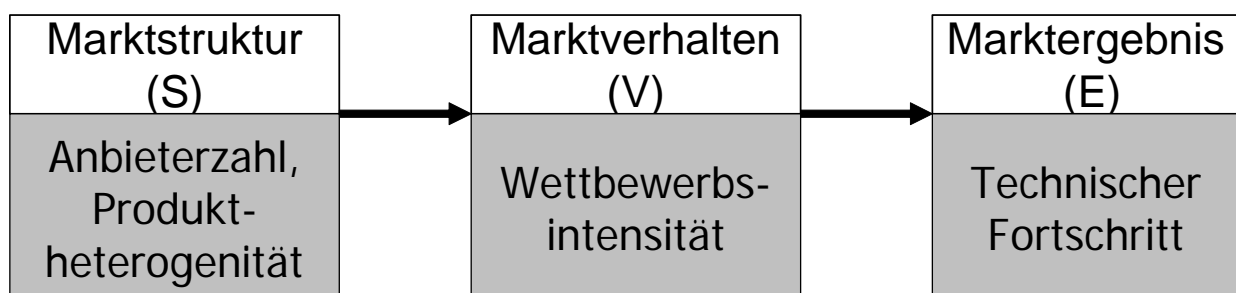 Marktstruktur
(S)
Anbieterzahl,
Produkt-
heterogenität
Marktverhalten
(V)
Wettbewerbs-
intensität
Marktergebnis
(E)
Technischer
Fortschritt